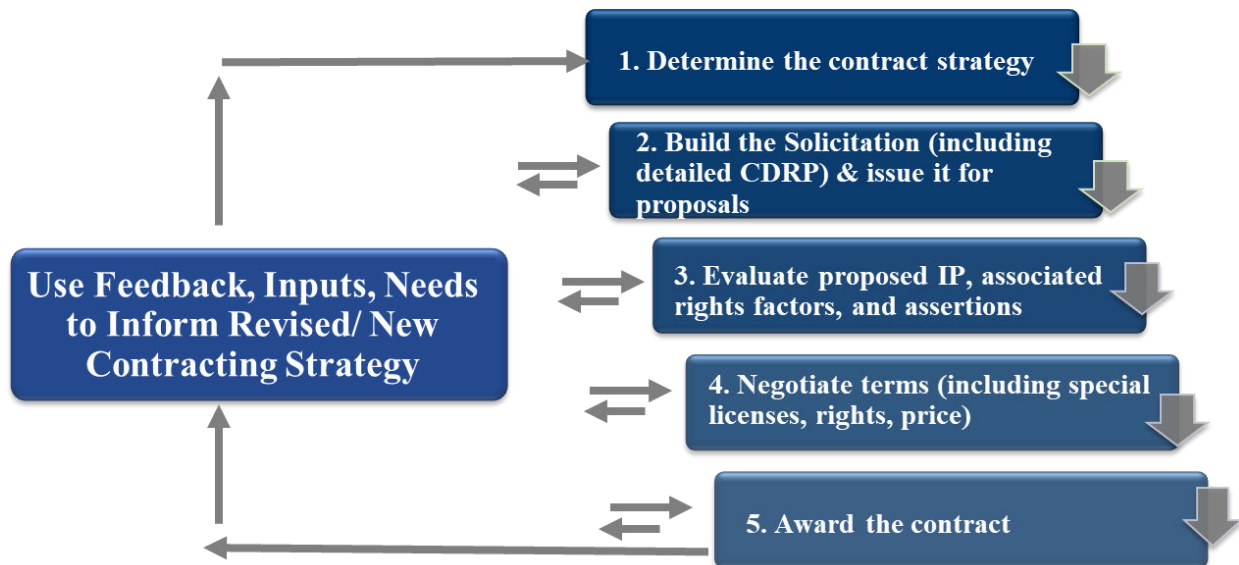 1. Determine the contract strategy
2. Build the Solicitation (including
detailed CDRP) & issue it for
proposals
Use Feedback, Inputs, Needs
to Inform Revised/ New
Contracting Strategy
3. Evaluate proposed IP, associated
rights factors, and assertions
4. Negotiate terms (including special
licenses, rights, price)
5. Award the contract